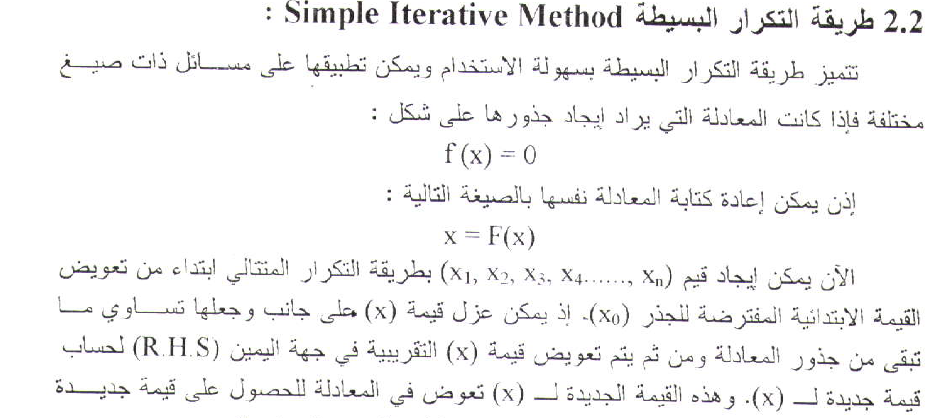 2.2 طريقة التكرار البسيطة Simple Iterative Method :
تتميز طريقة التكرار البسيطة بسهولة الاستخدام ويمكن تطبيقها على مسائل ذات صيغ
مختلفة فإذا كانت المعادلة التي يراد إيجاد جذورها على شكل :
f (x) = 0
إذن يمكن إعادة كتابة المعادلة نفسها بالصيغة التالية :
x = F(x)
الآن يمكن إيجاد قيم (x₁, x₂, x₃, x₄......, xₙ) بطريقة التكرار المتتالي ابتداء من تعويض
القيمة الابتدائية المفترضة للجذر (x₀). إذ يمكن عزل قيمة (x) على جانب وجعلها تساوي ما
تبقى من جذور المعادلة ومن ثم يتم تعويض قيمة (x) التقريبية في جهة اليمين (R.H.S) لحساب
قيمة جديدة لــ (x). وهذه القيمة الجديدة لــ (x) تعوض في المعادلة للحصول على قيمة جديدة